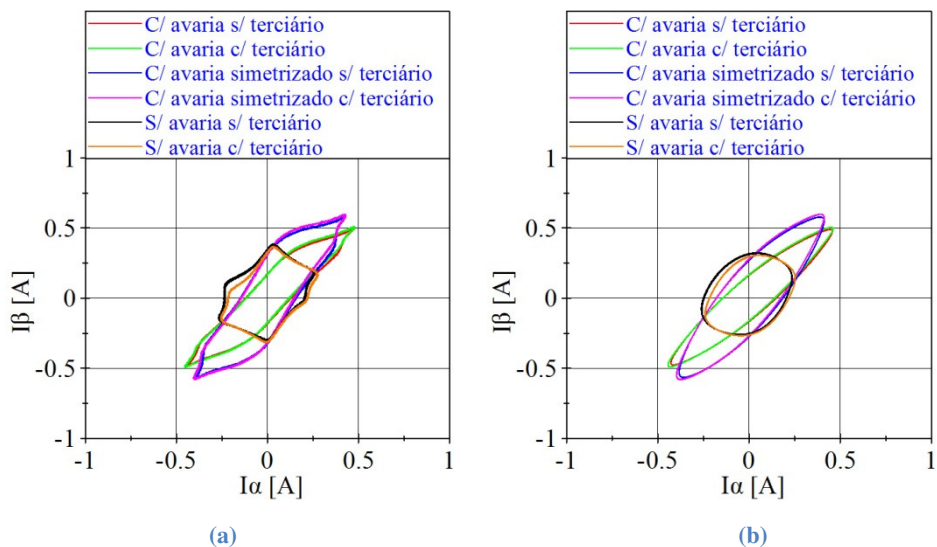 C/ avaria s/ terciário
C/ avaria c/ terciário
C/ avaria simetrizado s/ terciário
C/ avaria simetrizado c/ terciário
S/ avaria s/ terciário
S/ avaria c/ terciário
1
0.5
0
-0.5
-1
Iβ [A]
-1 -0.5 0 0.5 1
Iα [A]
(a)
C/ avaria s/ terciário
C/ avaria c/ terciário
C/ avaria simetrizado s/ terciário
C/ avaria simetrizado c/ terciário
S/ avaria s/ terciário
S/ avaria c/ terciário
1
0.5
0
-0.5
-1
Iβ [A]
-1 -0.5 0 0.5 1
Iα [A]
(b)